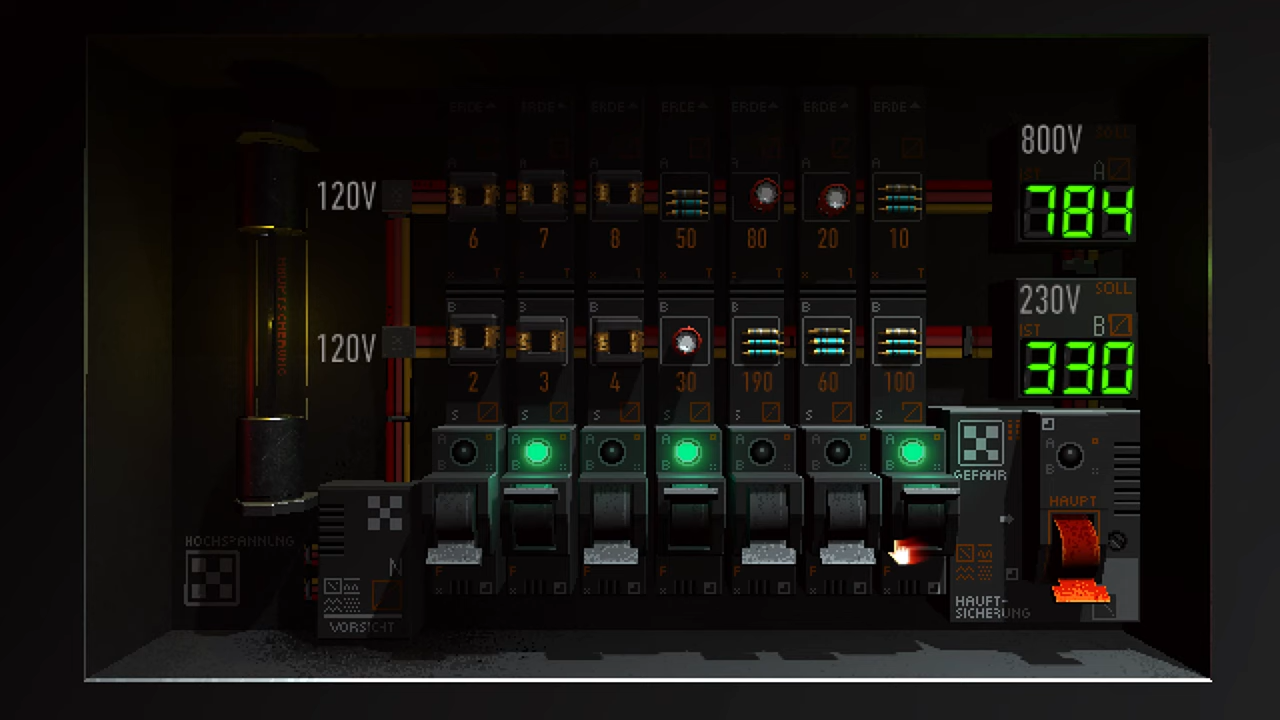 ERDE ERDE ERDE ERDE ERDE ERDE ERDE
800V SOLL
A A A A A A
IST A
120V
784
6 7 8 50 80 20 10
230V SOLL
B B B B B B B
IST B
120V
330
2 3 4 30 190 60 100
S S S S S S S
A A A A A A A A
B B B B B B B B
GEFAHR
HAUPT
HAUPTSICHERUNG
HOCHSPANNUNG
N
F F F F F F F
HAUPT-
SICHERUNG
VORSICHT